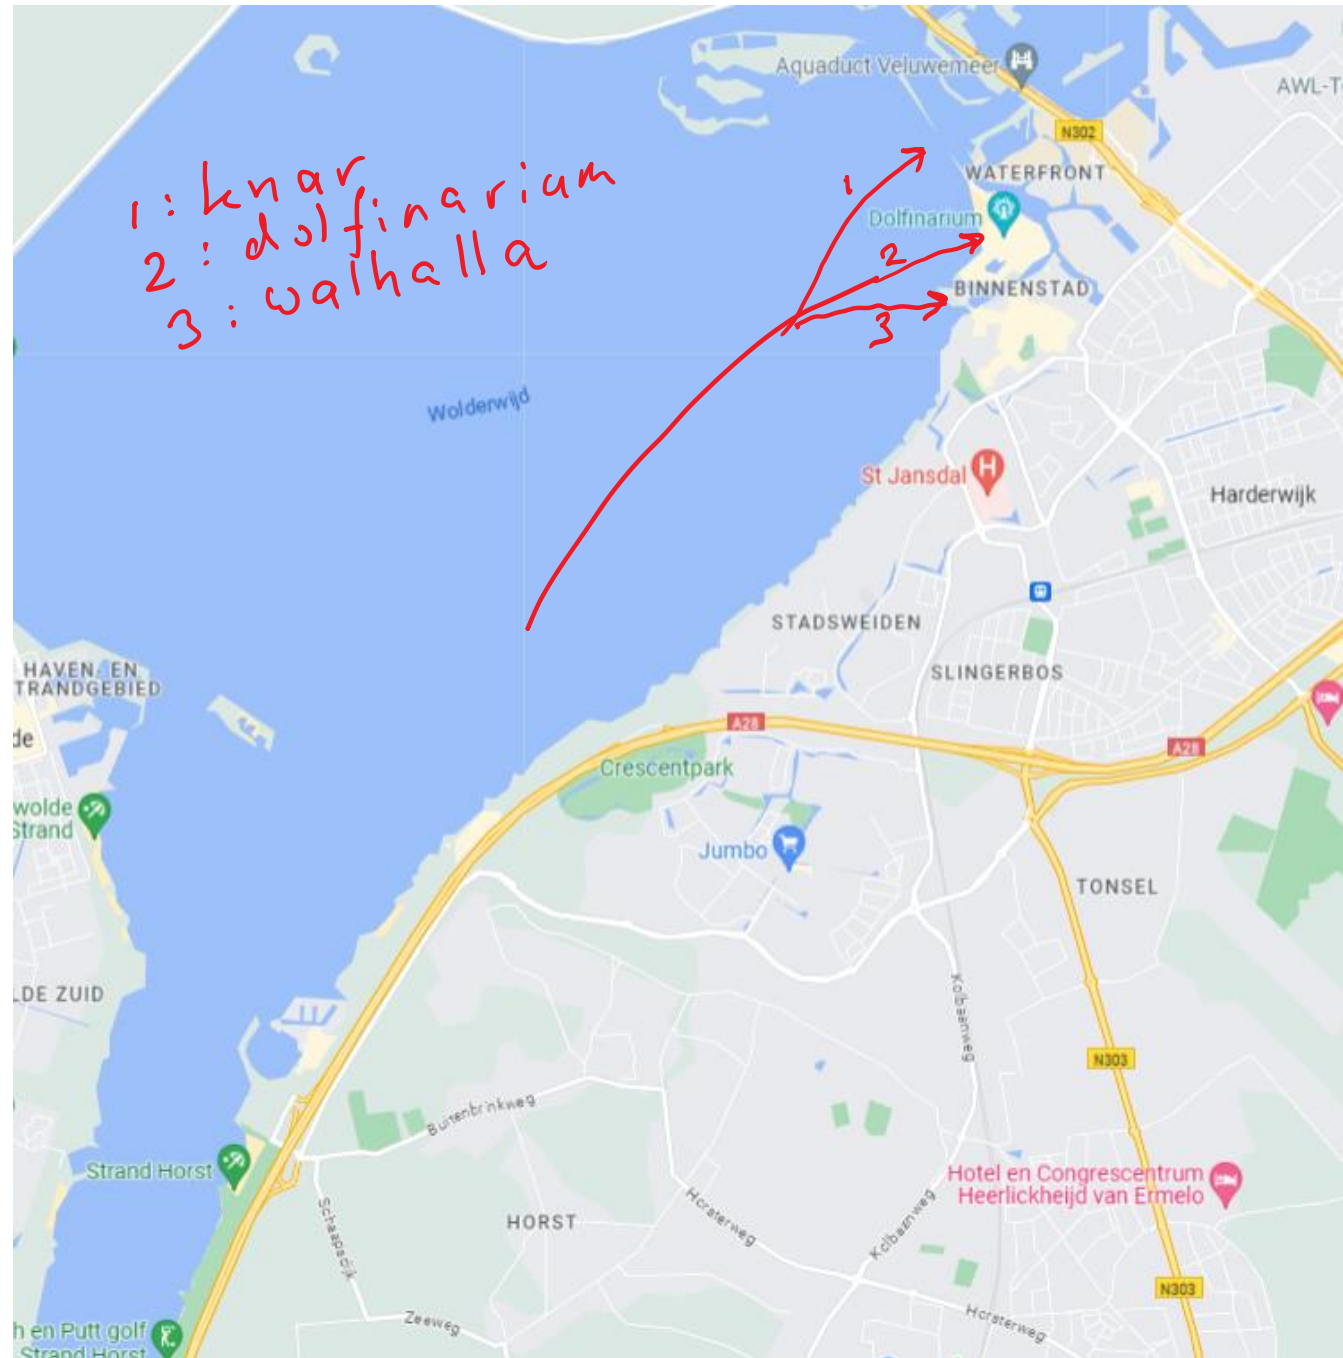 Aquaduct Veluwemeer
AWL-T
N302
WATERFRONT
1: knar
2: dolfinarium
3: walhalla
1
Dolfinarium
2
BINNENSTAD
3
Wolderwijd
St Jansdal
Harderwijk
STADSWEIDEN
HAVEN- EN
TRANDGEBIED
SLINGERBOS
de
A28
A28
Crescentpark
wolde
Strand
Jumbo
TONSEL
LDE ZUID
Kolbaanweg
N303
Buitenbrinkweg
Strand Horst
Hotel en Congrescentrum
Heerlickheijd van Ermelo
Schaapsdijk
HORST
Horsterweg
Kolbaanweg
N303
Zeeweg
Horsterweg
h en Putt golf
Strand Horst